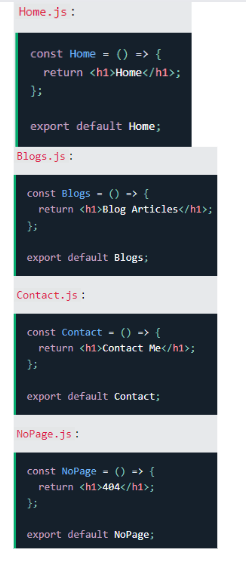 Home.js:
const Home = () => {
  return <h1>Home</h1>;
};
export default Home;
Blogs.js:
const Blogs = () => {
  return <h1>Blog Articles</h1>;
};
export default Blogs;
Contact.js:
const Contact = () => {
  return <h1>Contact Me</h1>;
};
export default Contact;
NoPage.js:
const NoPage = () => {
  return <h1>404</h1>;
};
export default NoPage;